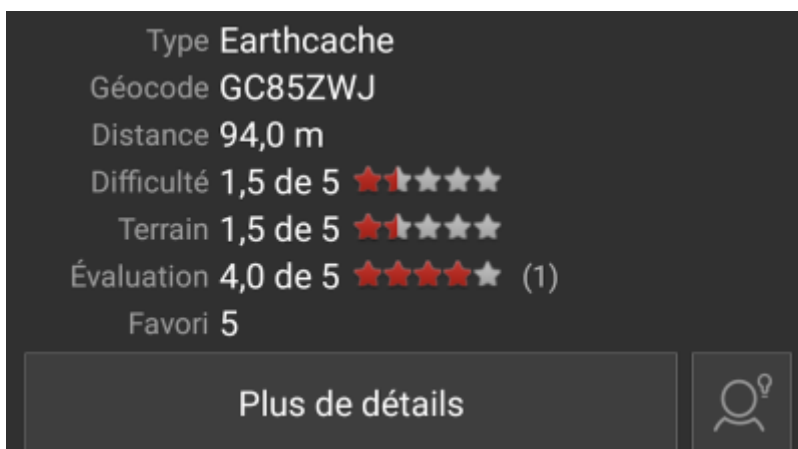 Type Earthcache
Géocode GC85ZWJ
Distance 94,0 m
Difficulté 1,5 de 5
Terrain 1,5 de 5
Évaluation 4,0 de 5 (1)
Favori 5
Plus de détails